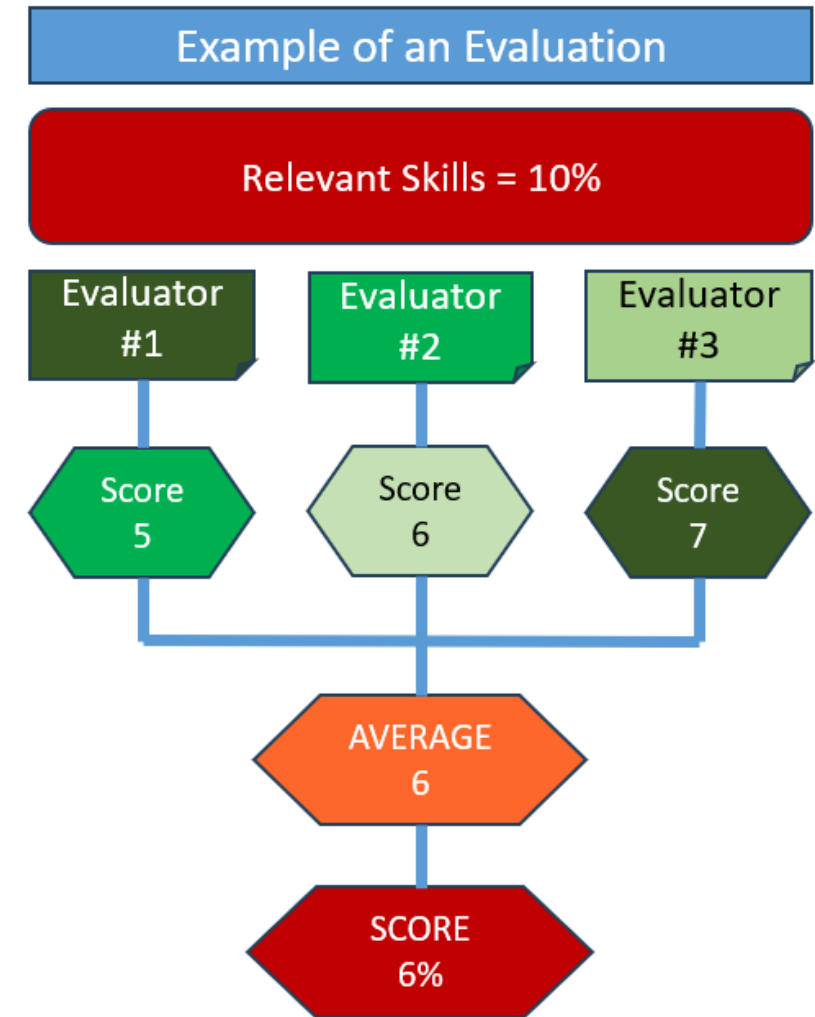 Example of an Evaluation
Relevant Skills = 10%
Evaluator
#1
Evaluator
#2
Evaluator
#3
Score
5
Score
6
Score
7
AVERAGE
6
SCORE
6%